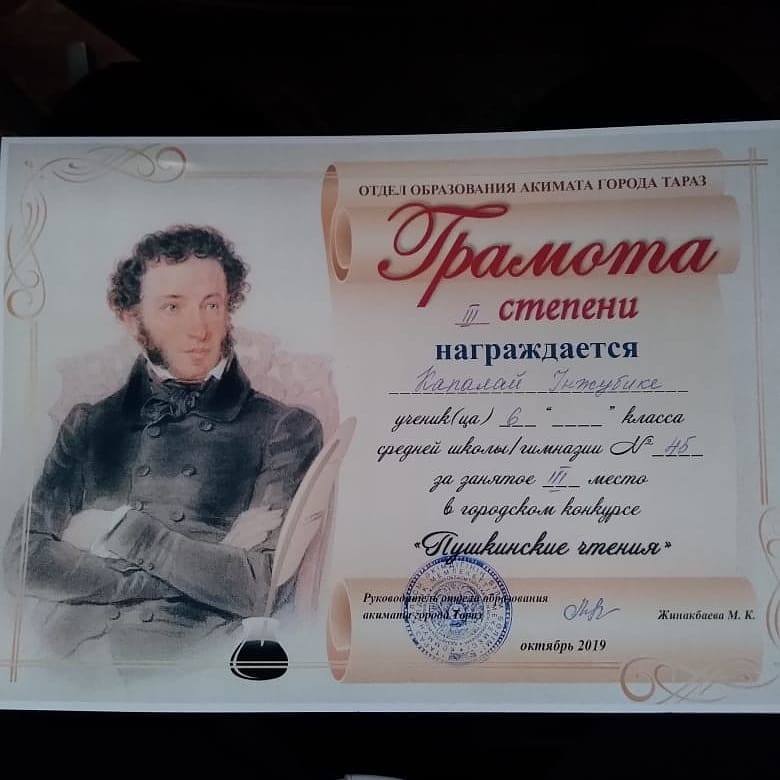 ОТДЕЛ ОБРАЗОВАНИЯ АКИМАТА ГОРОДА ТАРАЗ
Грамота
III степени
награждается
Капалай Інжубике
ученик(ца) 6 "____" класса
средней школы/гимназии № 45
за занятое III место
в городском конкурсе
«Пушкинские чтения»
Руководитель отдела образования
акимата города Тараз Жинакбаева М. К.
октябрь 2019